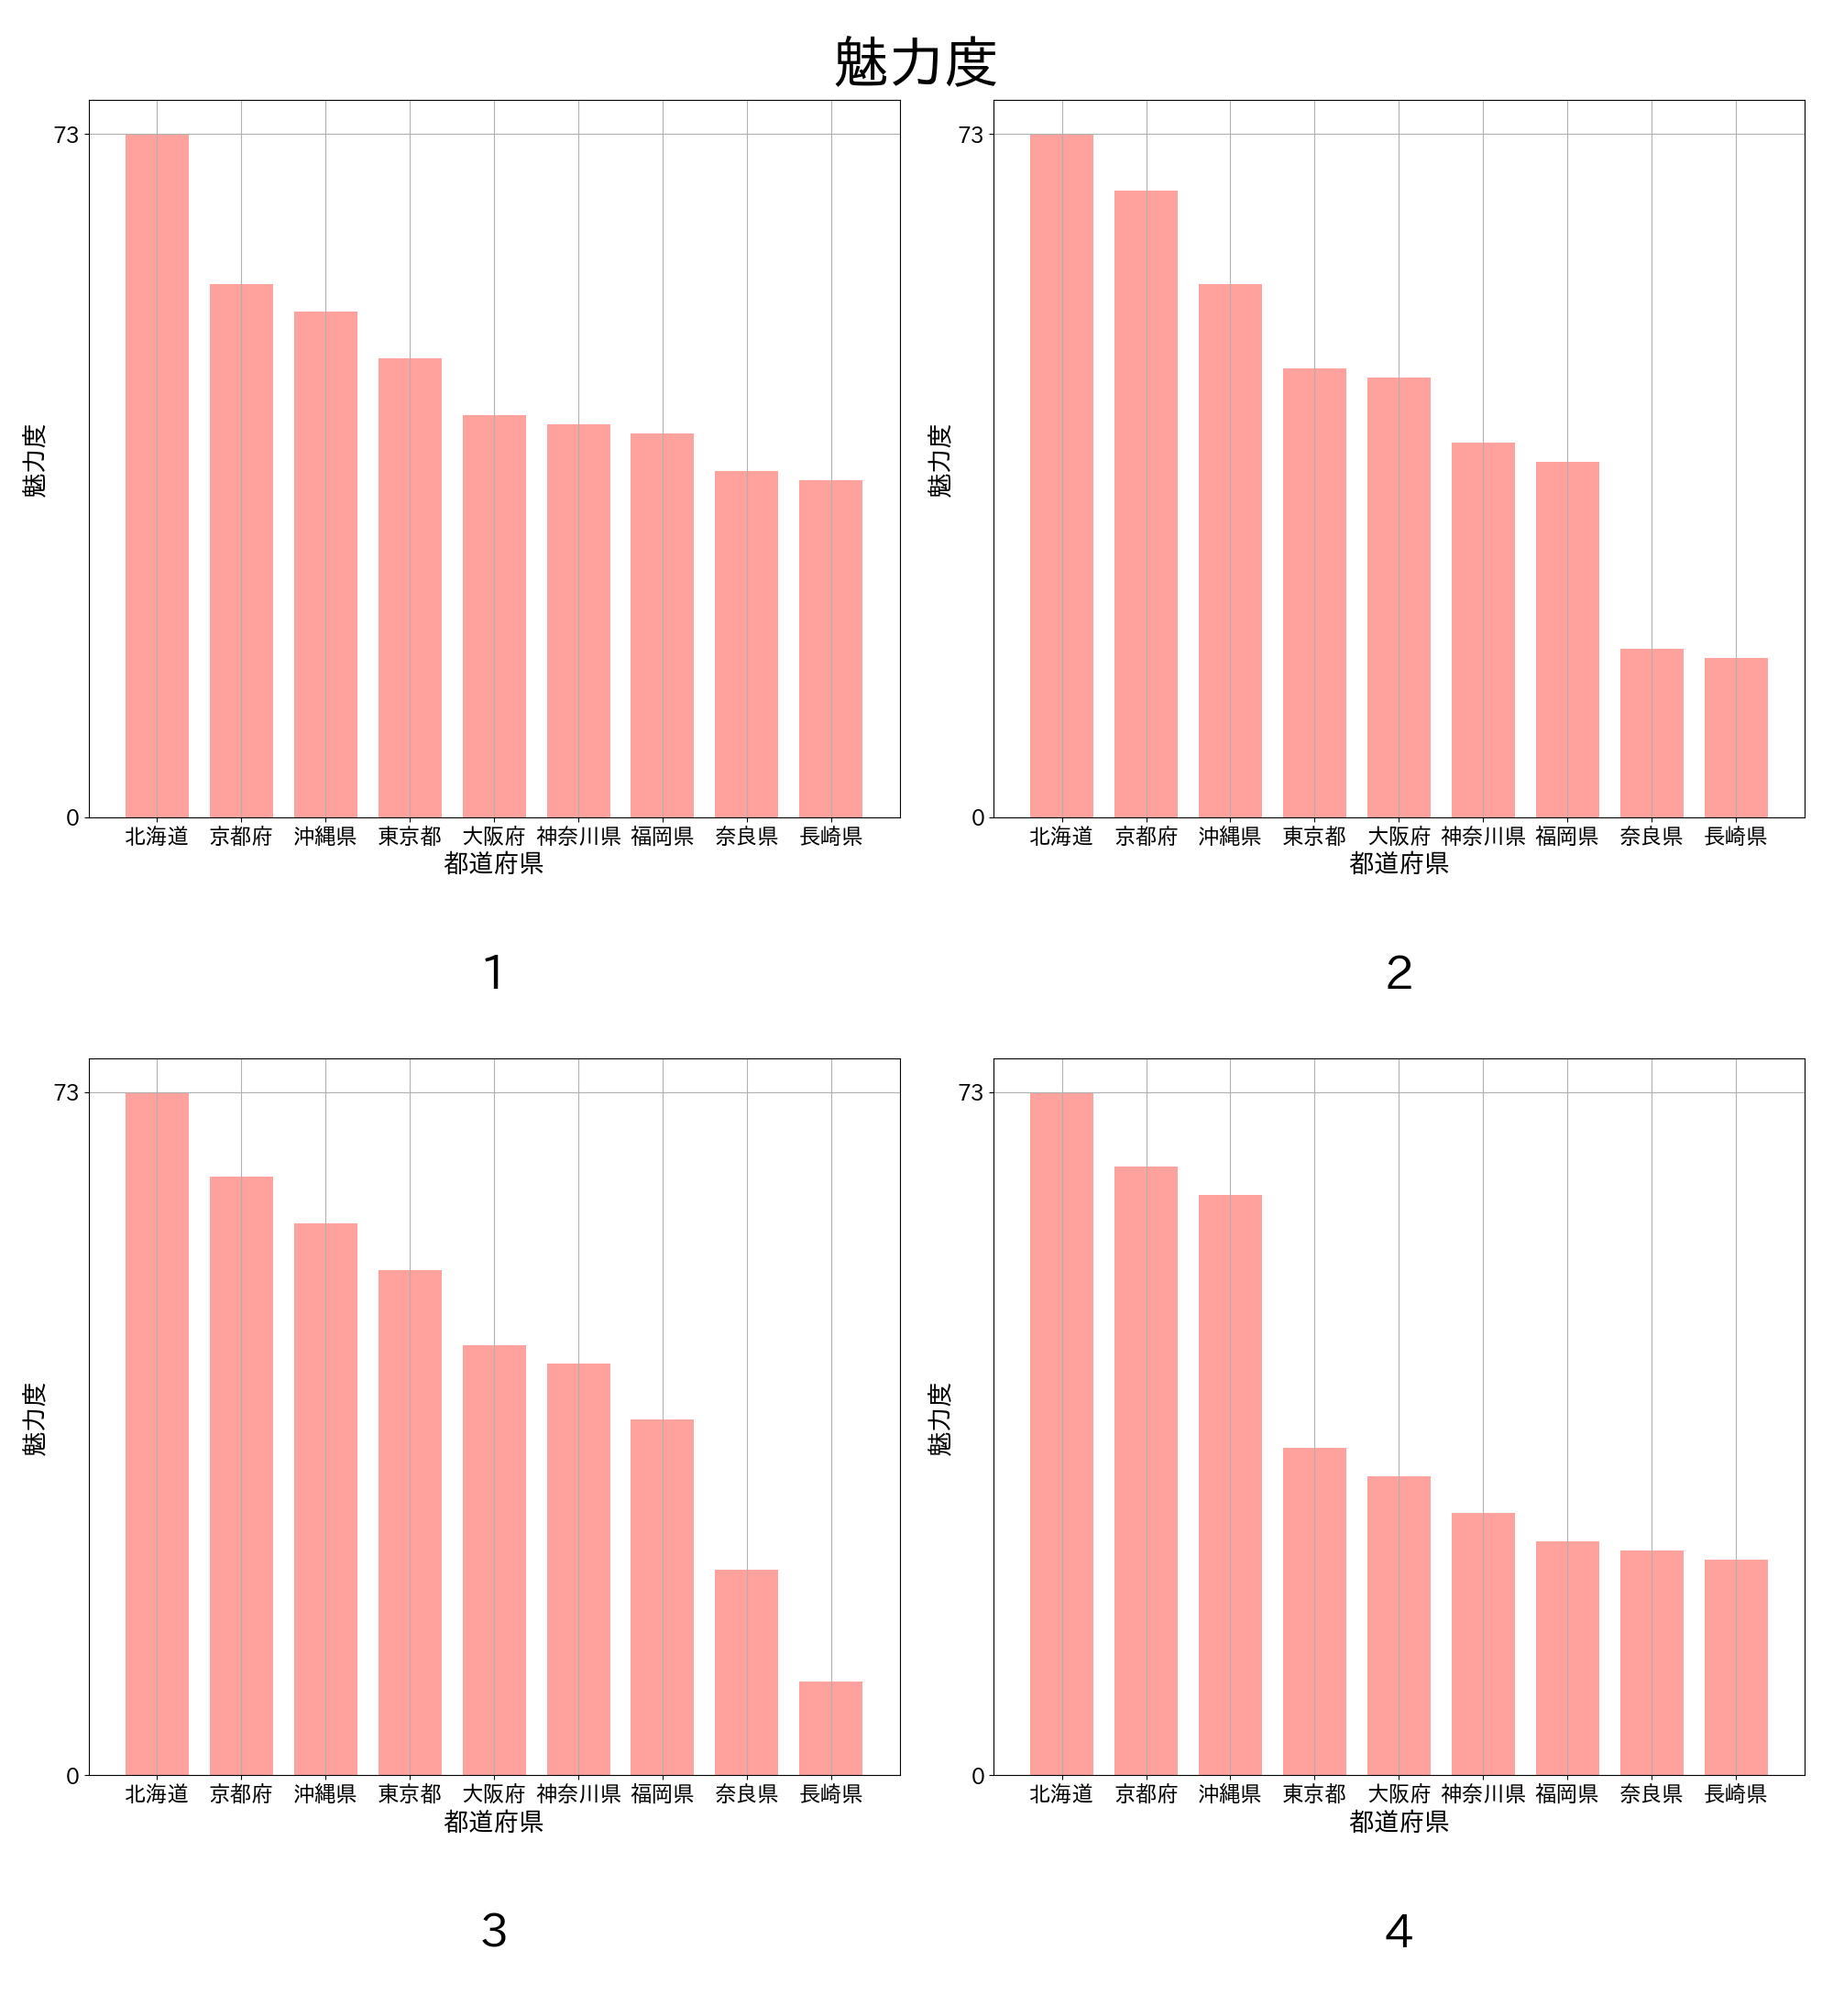 魅力度
73
0
魅力度
北海道 京都府 沖縄県 東京都 大阪府 神奈川県 福岡県 奈良県 長崎県
都道府県
1
73
0
魅力度
北海道 京都府 沖縄県 東京都 大阪府 神奈川県 福岡県 奈良県 長崎県
都道府県
2
73
0
魅力度
北海道 京都府 沖縄県 東京都 大阪府 神奈川県 福岡県 奈良県 長崎県
都道府県
3
73
0
魅力度
北海道 京都府 沖縄県 東京都 大阪府 神奈川県 福岡県 奈良県 長崎県
都道府県
4